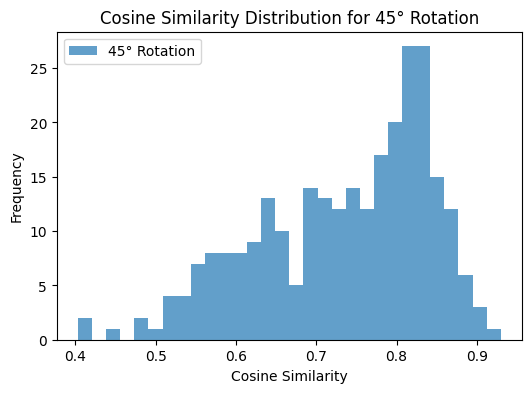 Cosine Similarity Distribution for 45° Rotation
45° Rotation
Frequency
25
20
15
10
5
0
0.4 0.5 0.6 0.7 0.8 0.9
Cosine Similarity